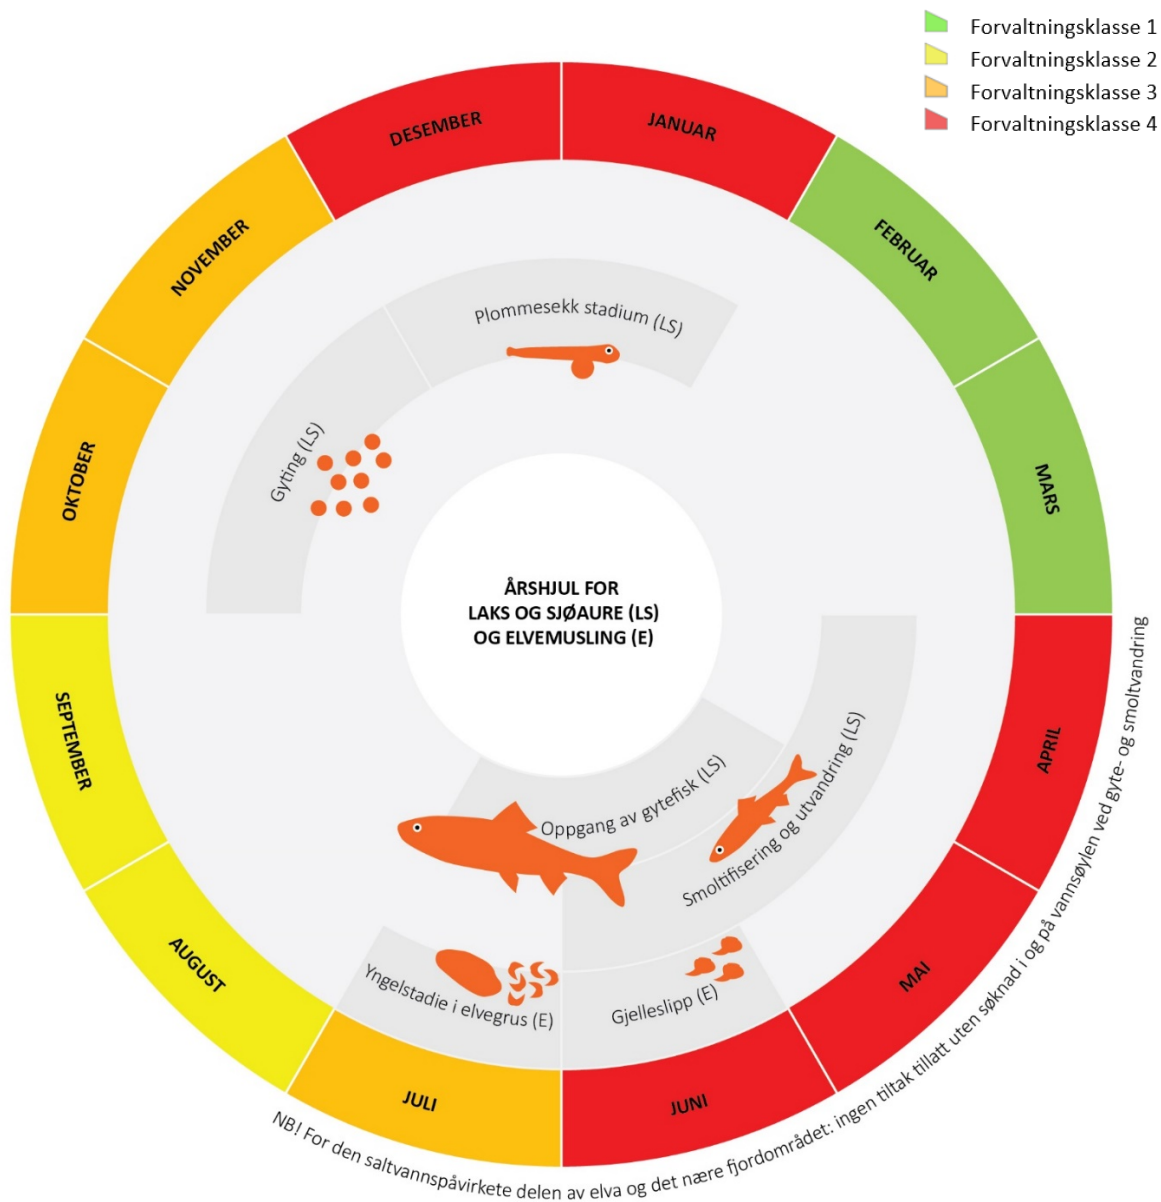 Forvaltningsklasse 1
Forvaltningsklasse 2
Forvaltningsklasse 3
Forvaltningsklasse 4
JANUAR
FEBRUAR
MARS
APRIL
MAI
JUNI
JULI
AUGUST
SEPTEMBER
OKTOBER
NOVEMBER
DESEMBER
Plommesekk stadium (LS)
Gyting (LS)
ÅRSHJUL FOR
LAKS OG SJØAURE (LS)
OG ELVEMUSLING (E)
Oppgang av gytefisk (LS)
Smoltifisering og utvandring (LS)
Gjelleslipp (E)
Yngelstadie i elvegrus (E)
NB! For den saltvannspåvirkete delen av elva og det nære fjordområdet: ingen tiltak tillatt uten søknad i og på vannsøylen ved gyte- og smoltvandring